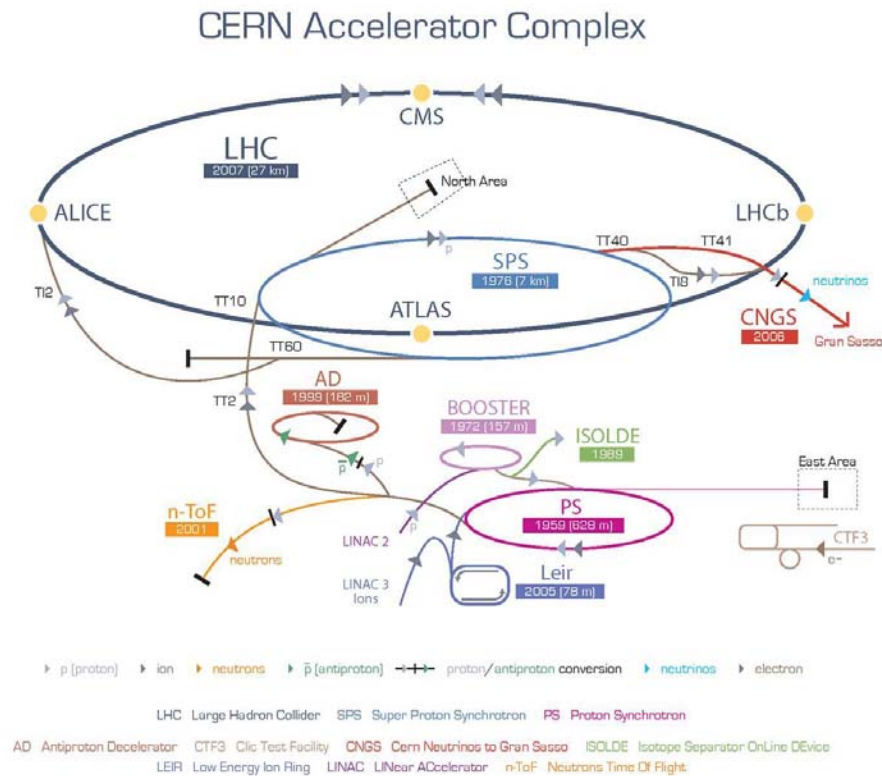 CERN Accelerator Complex
CMS
LHC
2007 (27 km)
North Area
ALICE
LHCb
p
SPS
1976 (7 km)
TT40
TT41
TI2
TI8
TT10
neutrinos
ATLAS
CNGS
2006
Gran Sasso
TT60
AD
1999 (182 m)
TT2
BOOSTER
1972 (157 m)
ISOLDE
1989
p̅
p
East Area
n-ToF
2001
PS
1959 (628 m)
LINAC 2
p
neutrons
CTF3
e-
LINAC 3
Ions
Leir
2005 (78 m)
p (proton) ion neutrons p̅ (antiproton) proton/antiproton conversion neutrinos electron
LHC Large Hadron Collider SPS Super Proton Synchrotron PS Proton Synchrotron
AD Antiproton Decelerator CTF3 Clic Test Facility CNGS Cern Neutrinos to Gran Sasso ISOLDE Isotope Separator OnLine DEvice
LEIR Low Energy Ion Ring LINAC LINear ACcelerator n-ToF Neutrons Time Of Flight